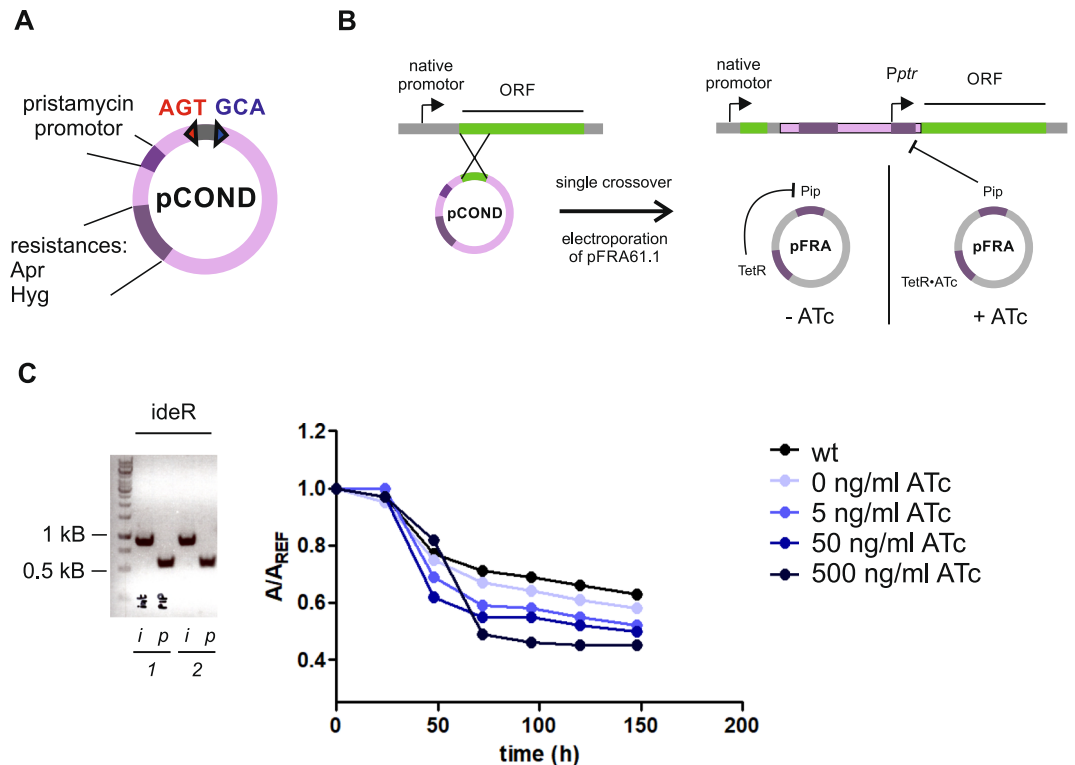 A
AGT GCA
pristamycin
promotor
pCOND
resistances:
Apr
Hyg
B
native
promotor
ORF
pCOND
single crossover
electroporation
of pFRA61.1
native
promotor
Pptr
ORF
Pip
pFRA
TetR
- ATc
Pip
pFRA
TetR•ATc
+ ATc
C
ideR
1 kB
0.5 kB
int PIP
i p i p
1 2
A/A_REF
1.2
1.0
0.8
0.6
0.4
0 50 100 150 200
time (h)
wt
0 ng/ml ATc
5 ng/ml ATc
50 ng/ml ATc
500 ng/ml ATc